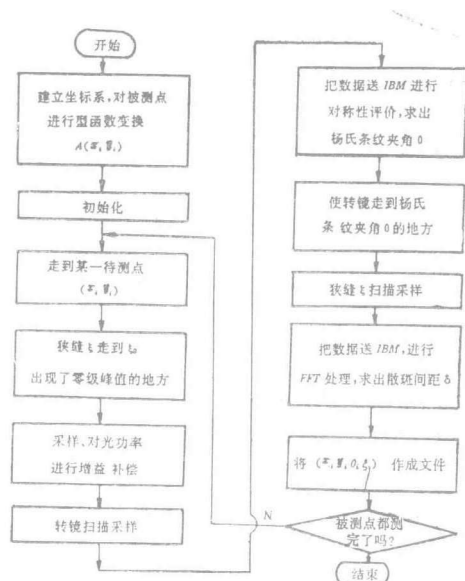 开始
建立坐标系,对被测点
进行型函数变换
A(x, y_i)
初始化
走到某一待测点
(x, y_i)
狭缝ξ走到ξ₀
出现了零级峰值的地方
采样、对光功率
进行增益补偿
转镜扫描采样
把数据送IBM进行
对称性评价,求出
杨氏条纹夹角θ
使转镜走到杨氏
条纹夹角θ的地方
狭缝ξ扫描采样
把数据送IBM,进行
FFT处理,求出散斑间距δ
将 作成文件
N
被测点都测
完了吗?
结束